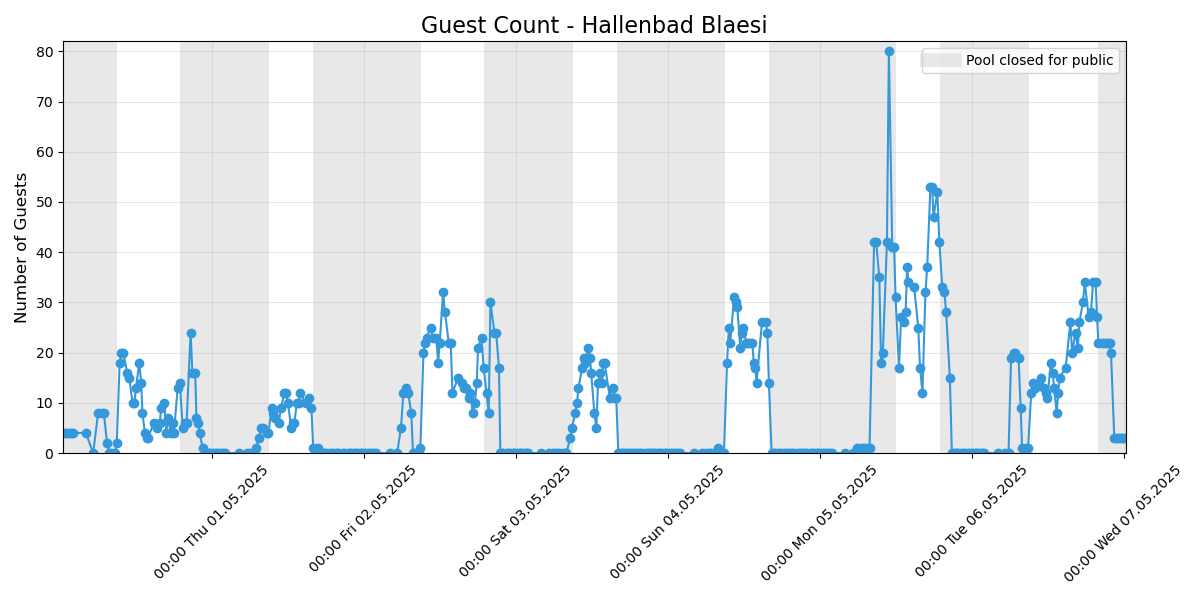 Guest Count - Hallenbad Blaesi
Pool closed for public
Number of Guests
80
70
60
50
40
30
20
10
0
00:00 Thu 01.05.2025
00:00 Fri 02.05.2025
00:00 Sat 03.05.2025
00:00 Sun 04.05.2025
00:00 Mon 05.05.2025
00:00 Tue 06.05.2025
00:00 Wed 07.05.2025